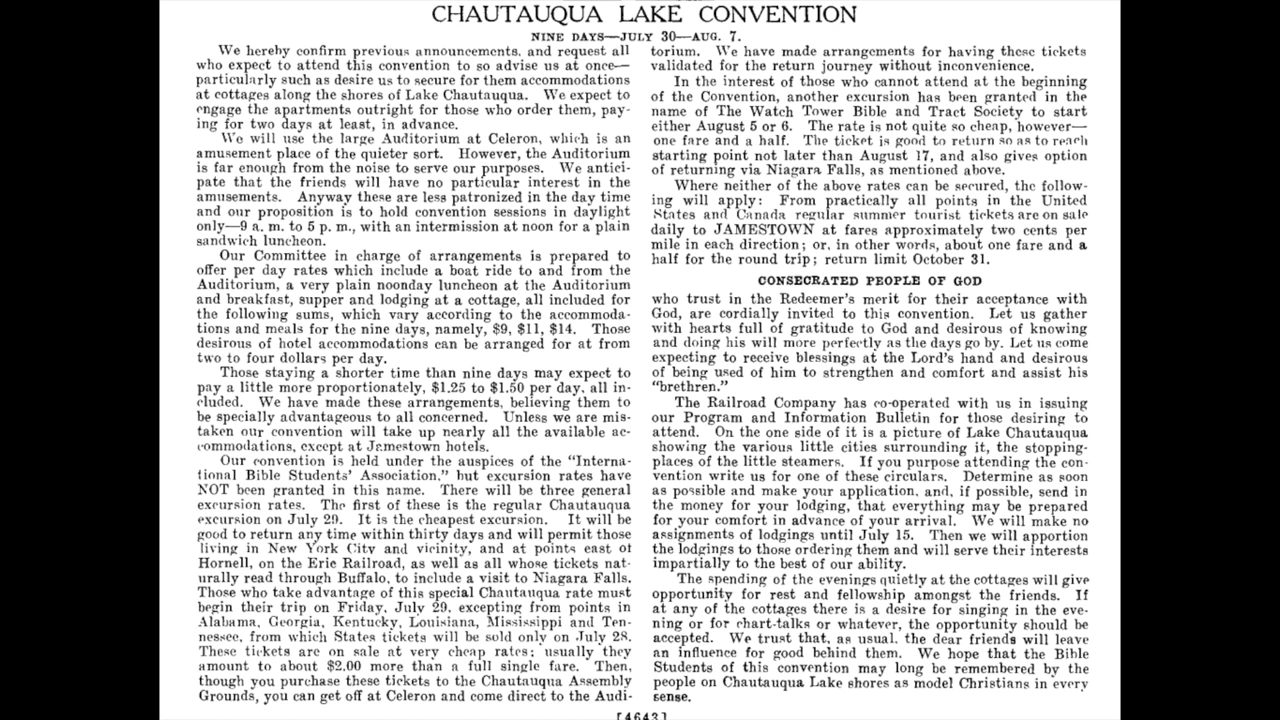 CHAUTAUQUA LAKE CONVENTION
NINE DAYS—JULY 30—AUG. 7.
We hereby confirm previous announcements, and request all
who expect to attend this convention to so advise us at once—
particularly such as desire us to secure for them accommodations
at cottages along the shores of Lake Chautauqua. We expect to
engage the apartments outright for those who order them, pay-
ing for two days at least, in advance.
We will use the large Auditorium at Celeron, which is an
amusement place of the quieter sort. However, the Auditorium
is far enough from the noise to serve our purposes. We antici-
pate that the friends will have no particular interest in the
amusements. Anyway these are less patronized in the day time
and our proposition is to hold convention sessions in daylight
only—9 a. m. to 5 p. m., with an intermission at noon for a plain
sandwich luncheon.
Our Committee in charge of arrangements is prepared to
offer per day rates which include a boat ride to and from the
Auditorium, a very plain noonday luncheon at the Auditorium
and breakfast, supper and lodging at a cottage, all included for
the following sums, which vary according to the accommoda-
tions and meals for the nine days, namely, $9, $11, $14. Those
desirous of hotel accommodations can be arranged for at from
two to four dollars per day.
Those staying a shorter time than nine days may expect to
pay a little more proportionately, $1.25 to $1.50 per day, all in-
cluded. We have made these arrangements, believing them to
be specially advantageous to all concerned. Unless we are mis-
taken our convention will take up nearly all the available ac-
commodations, except at Jamestown hotels.
Our convention is held under the auspices of the "Interna-
tional Bible Students' Association," but excursion rates have
NOT been granted in this name. There will be three general
excursion rates. The first of these is the regular Chautauqua
excursion on July 29. It is the cheapest excursion. It will be
good to return any time within thirty days and will permit those
living in New York City and vicinity, and at points east of
Hornell, on the Erie Railroad, as well as all whose tickets nat-
urally read through Buffalo, to include a visit to Niagara Falls.
Those who take advantage of this special Chautauqua rate must
begin their trip on Friday, July 29, excepting from points in
Alabama, Georgia, Kentucky, Louisiana, Mississippi and Ten-
nessee, from which States tickets will be sold only on July 28.
These tickets are on sale at very cheap rates; usually they
amount to about $2.00 more than a full single fare. Then,
though you purchase these tickets to the Chautauqua Assembly
Grounds, you can get off at Celeron and come direct to the Audi-
torium. We have made arrangements for having these tickets
validated for the return journey without inconvenience.
In the interest of those who cannot attend at the beginning
of the Convention, another excursion has been granted in the
name of The Watch Tower Bible and Tract Society to start
either August 5 or 6. The rate is not quite so cheap, however—
one fare and a half. The ticket is good to return so as to reach
starting point not later than August 17, and also gives option
of returning via Niagara Falls, as mentioned above.
Where neither of the above rates can be secured, the follow-
ing will apply: From practically all points in the United
States and Canada regular summer tourist tickets are on sale
daily to JAMESTOWN at fares approximately two cents per
mile in each direction; or, in other words, about one fare and a
half for the round trip; return limit October 31.
CONSECRATED PEOPLE OF GOD
who trust in the Redeemer's merit for their acceptance with
God, are cordially invited to this convention. Let us gather
with hearts full of gratitude to God and desirous of knowing
and doing his will more perfectly as the days go by. Let us come
expecting to receive blessings at the Lord's hand and desirous
of being used of him to strengthen and comfort and assist his
"brethren."
The Railroad Company has co-operated with us in issuing
our Program and Information Bulletin for those desiring to
attend. On the one side of it is a picture of Lake Chautauqua
showing the various little cities surrounding it, the stopping-
places of the little steamers. If you purpose attending the con-
vention write us for one of these circulars. Determine as soon
as possible and make your application, and, if possible, send in
the money for your lodging, that everything may be prepared
for your comfort in advance of your arrival. We will make no
assignments of lodgings until July 15. Then we will apportion
the lodgings to those ordering them and will serve their interests
impartially to the best of our ability.
The spending of the evenings quietly at the cottages will give
opportunity for rest and fellowship amongst the friends. If
at any of the cottages there is a desire for singing in the eve-
ning or for chart-talks or whatever, the opportunity should be
accepted. We trust that, as usual, the dear friends will leave
an influence for good behind them. We hope that the Bible
Students of this convention may long be remembered by the
people on Chautauqua Lake shores as model Christians in every
sense.
[4643]